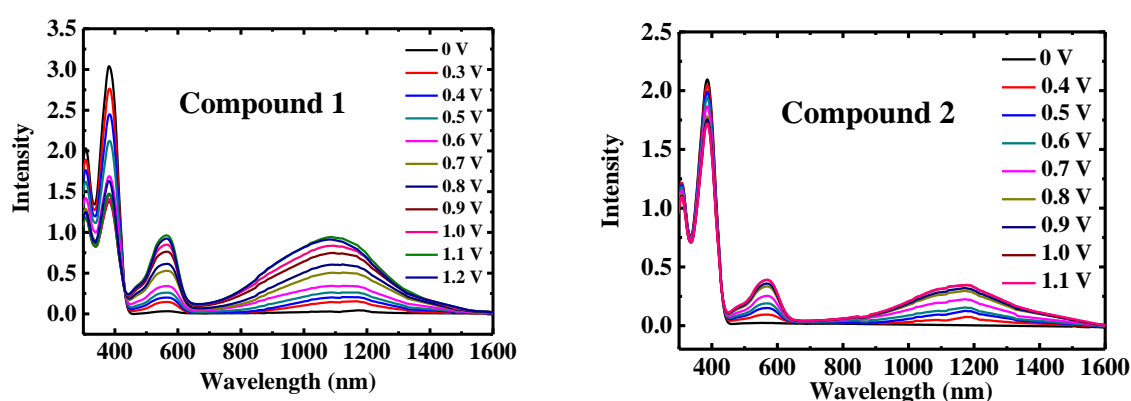 3.5
3.0
2.5
2.0
1.5
1.0
0.5
0.0
Intensity
Compound 1
0 V
0.3 V
0.4 V
0.5 V
0.6 V
0.7 V
0.8 V
0.9 V
1.0 V
1.1 V
1.2 V
400 600 800 1000 1200 1400 1600
Wavelength (nm)
2.5
2.0
1.5
1.0
0.5
0.0
Intensity
Compound 2
0 V
0.4 V
0.5 V
0.6 V
0.7 V
0.8 V
0.9 V
1.0 V
1.1 V
400 600 800 1000 1200 1400 1600
Wavelength (nm)